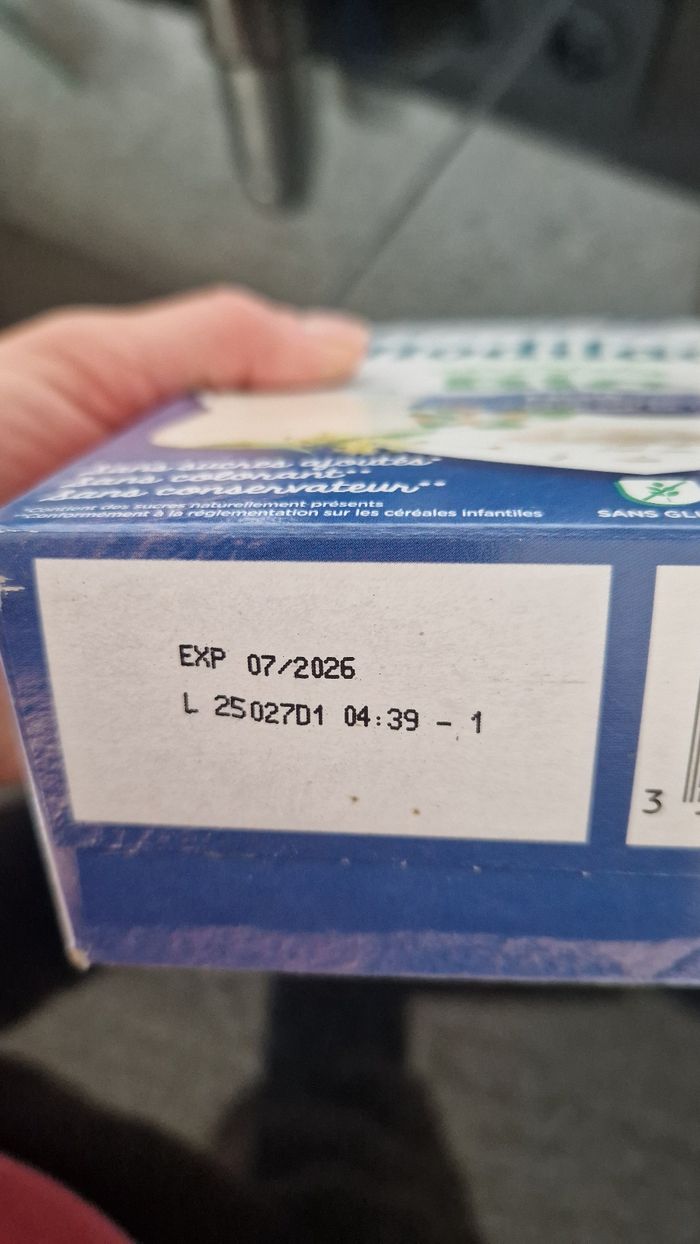 Sans sucres ajoutés*
Sans colorant**
Sans conservateur**
*Contient des sucres naturellement présents
**Conformément à la réglementation sur les céréales infantiles
SANS
EXP 07/2026
L 25027D1 04:39 - 1
3